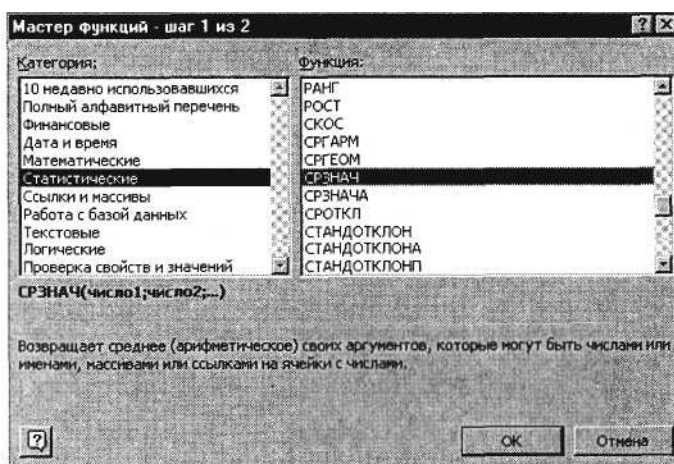 Мастер функций - шаг 1 из 2
Категория:
10 недавно использовавшихся
Полный алфавитный перечень
Финансовые
Дата и время
Математические
Статистические
Ссылки и массивы
Работа с базой данных
Текстовые
Логические
Проверка свойств и значений
Функция:
РАНГ
РОСТ
СКОС
СРГАРМ
СРГЕОМ
СРЗНАЧ
СРЗНАЧА
СРОТКЛ
СТАНДОТКЛОН
СТАНДОТКЛОНА
СТАНДОТКЛОНП
СРЗНАЧ(число1;число2;...)
Возвращает среднее (арифметическое) своих аргументов, которые могут быть числами или
именами, массивами или ссылками на ячейки с числами.
OK
Отмена